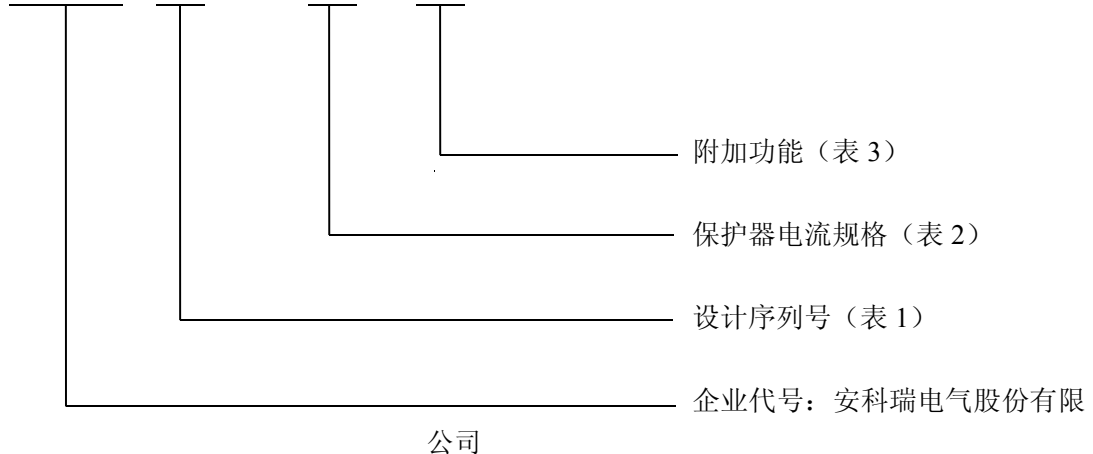 附加功能（表 3）
保护器电流规格（表 2）
设计序列号（表 1）
企业代号：安科瑞电气股份有限
公司